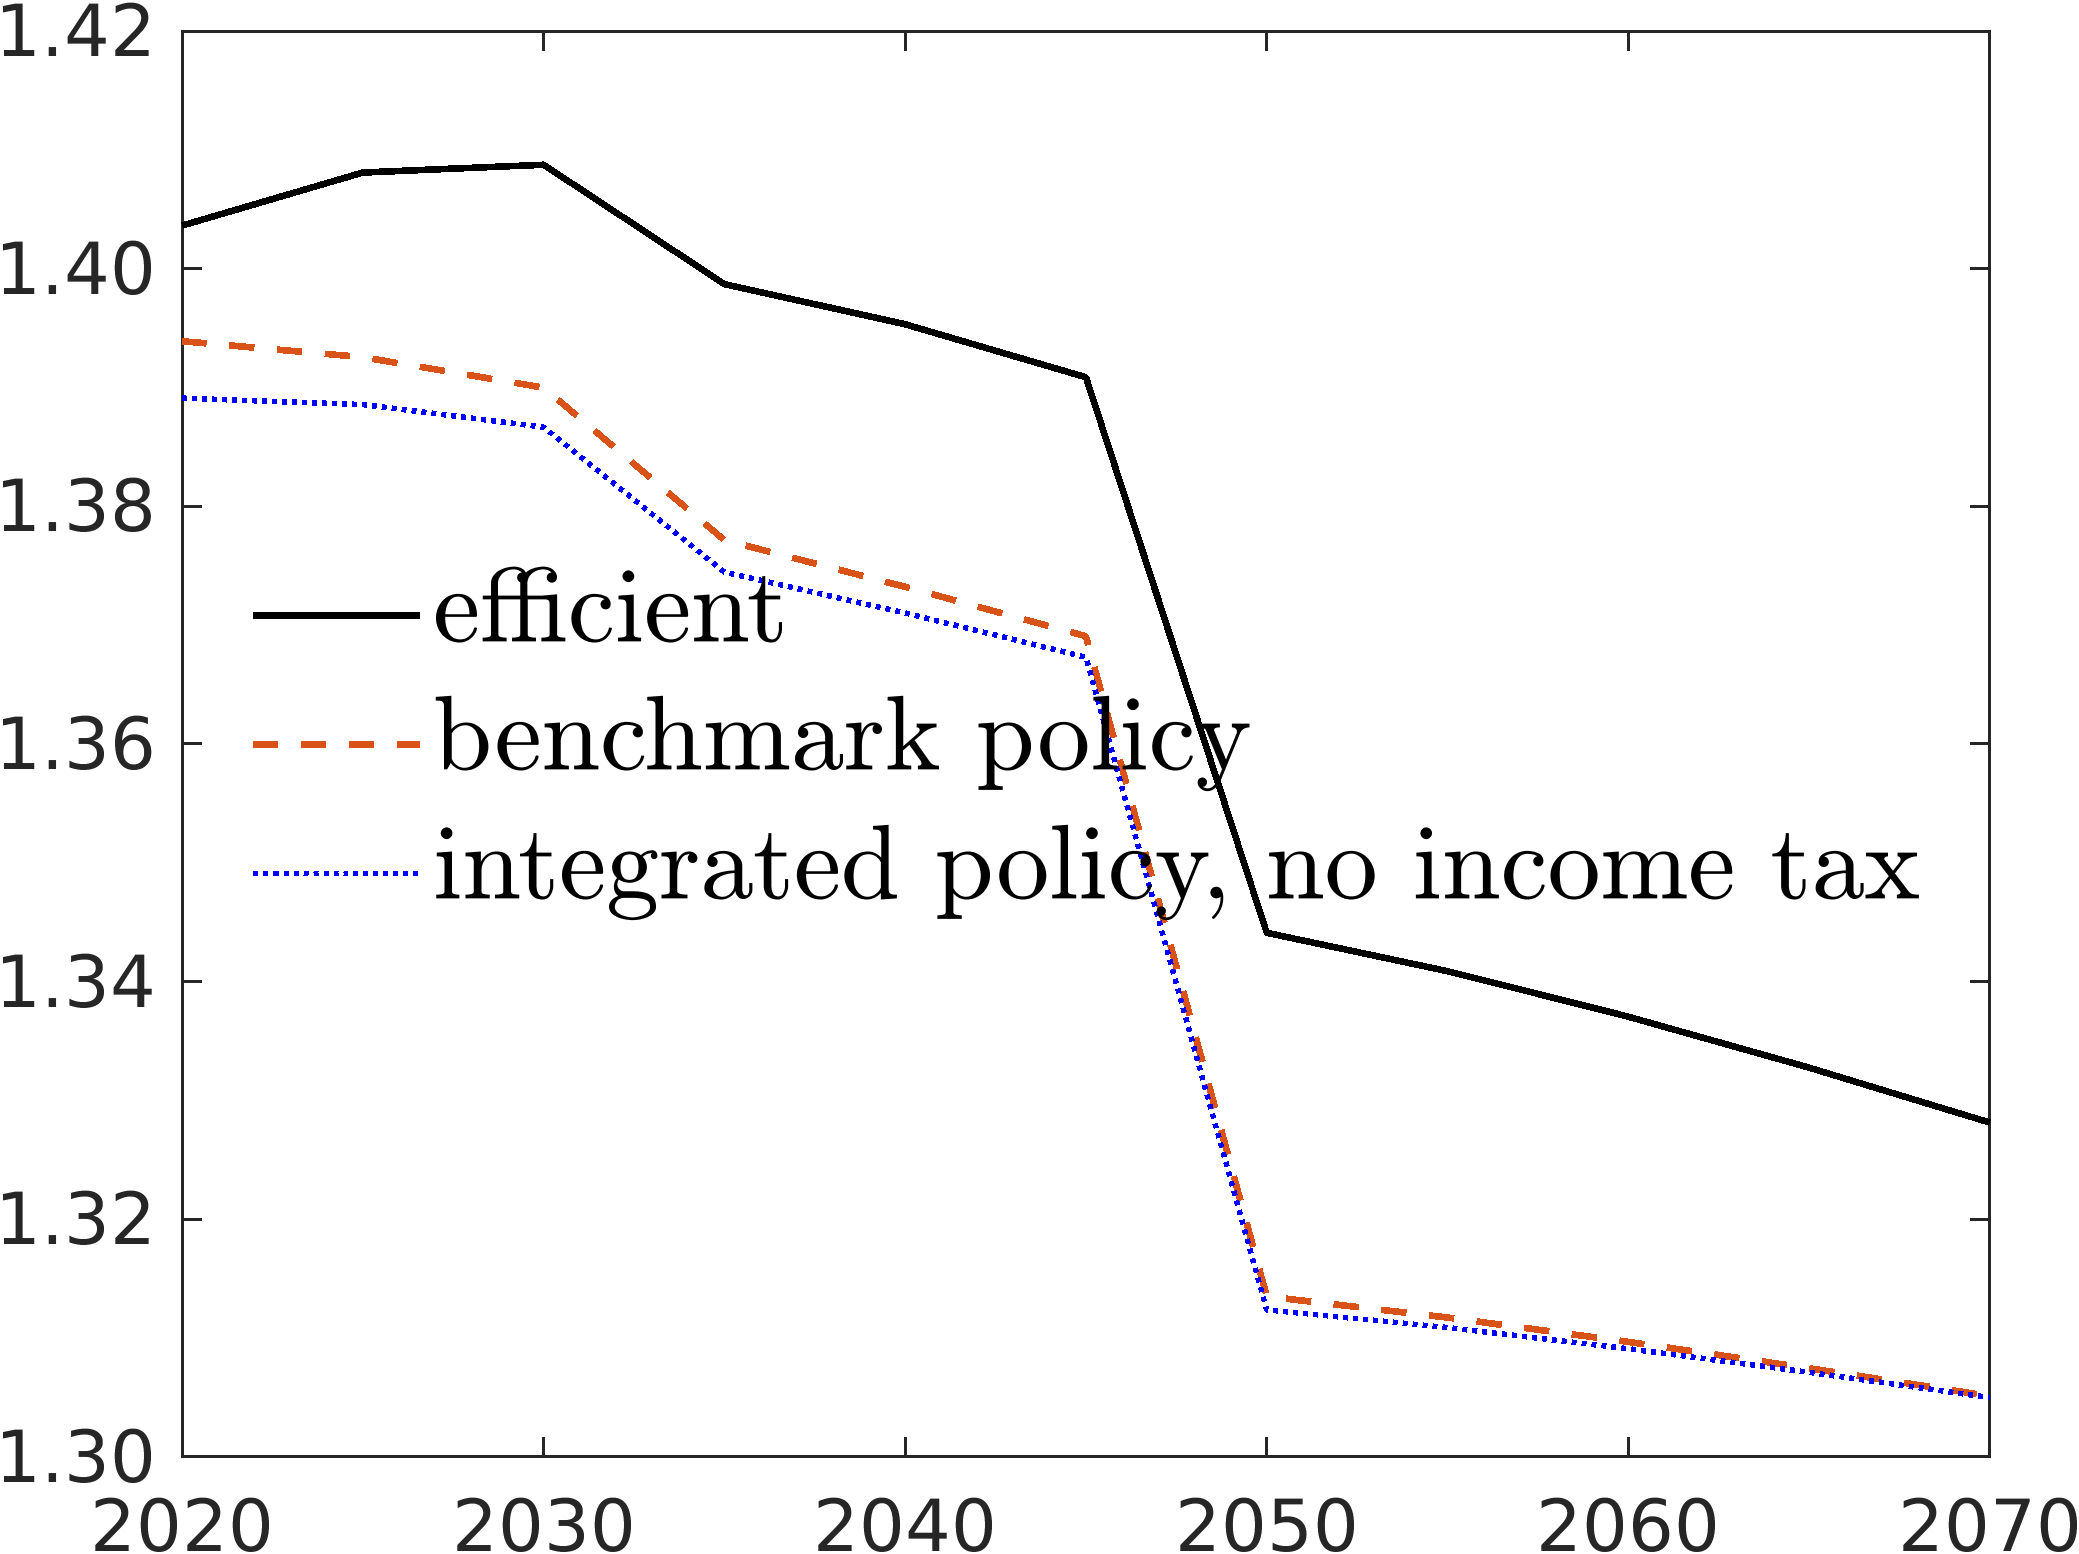 1.42
1.40
1.38
1.36
1.34
1.32
1.30
efficient
benchmark policy
integrated policy, no income tax
2020 2030 2040 2050 2060 2070